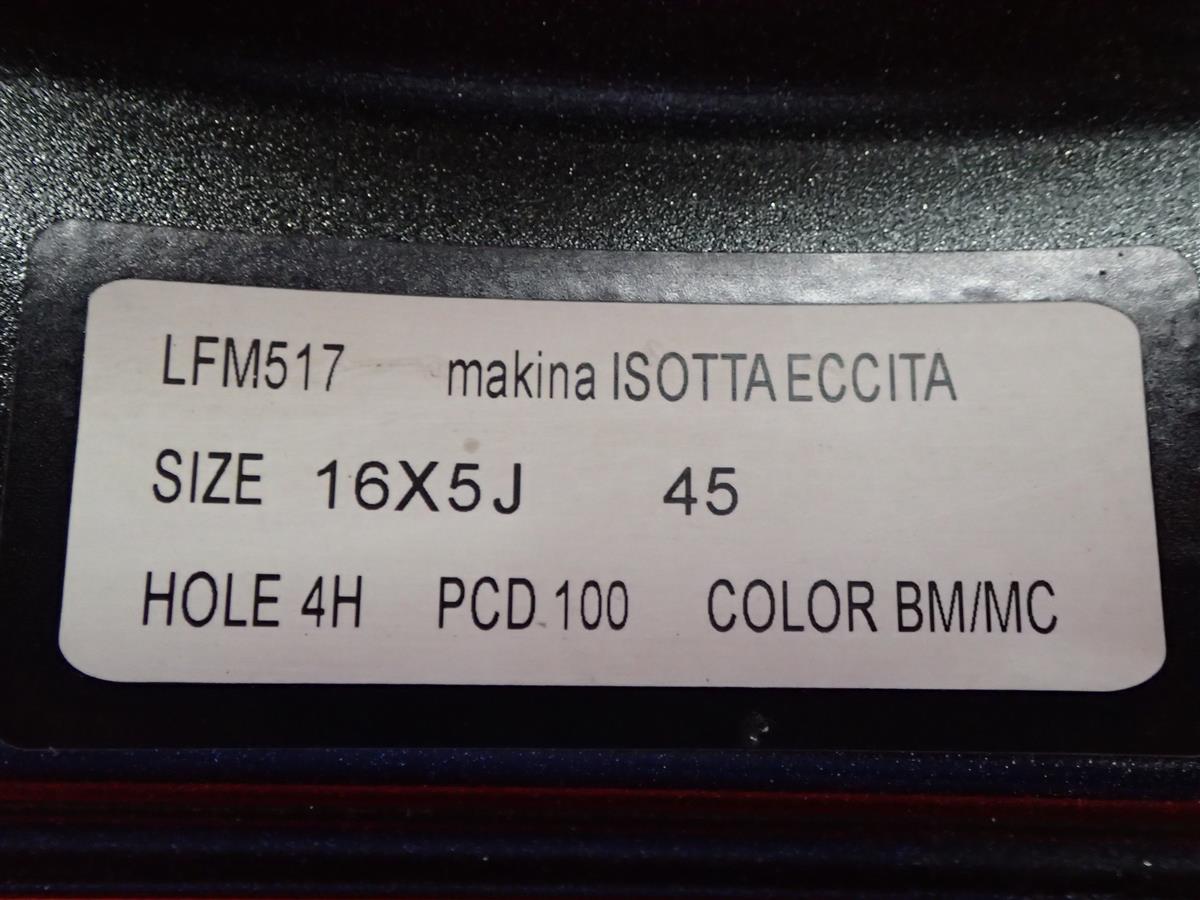 LFM517 makina ISOTTA ECCITA
SIZE 16X5J 45
HOLE 4H PCD 100 COLOR BM/MC